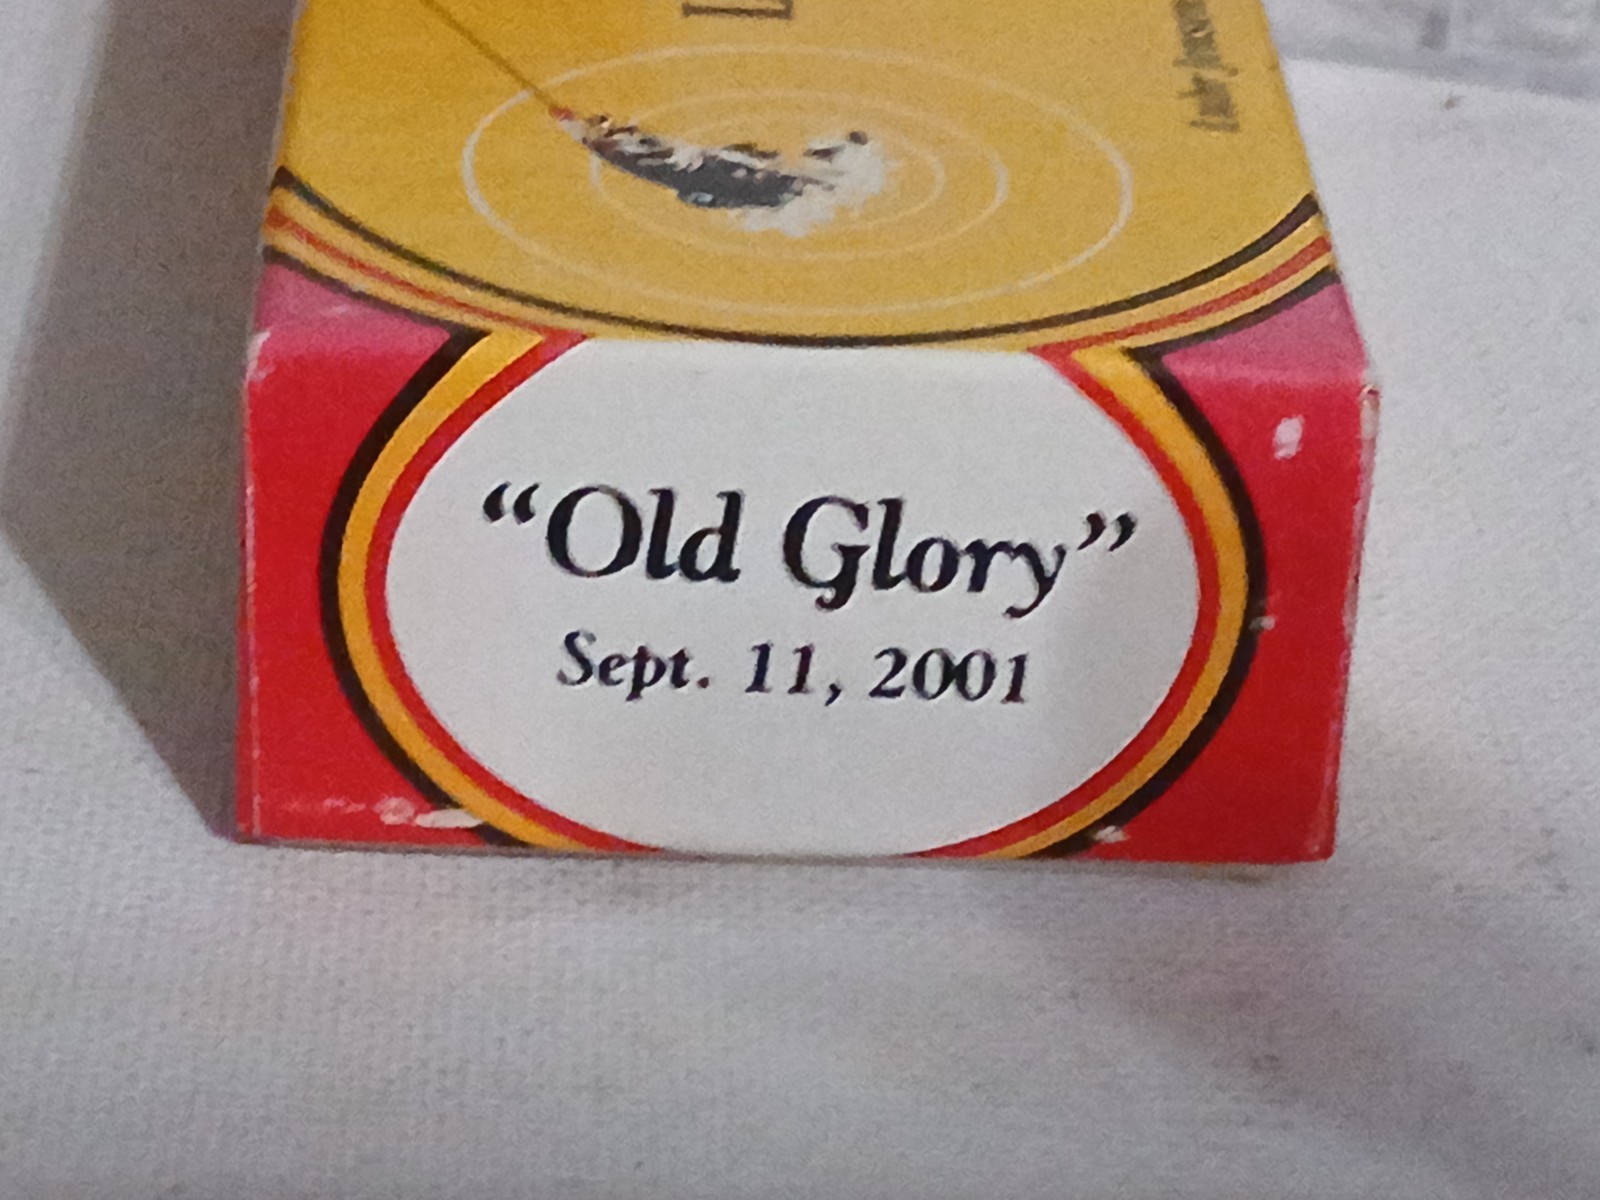 “Old Glory”
Sept. 11, 2001